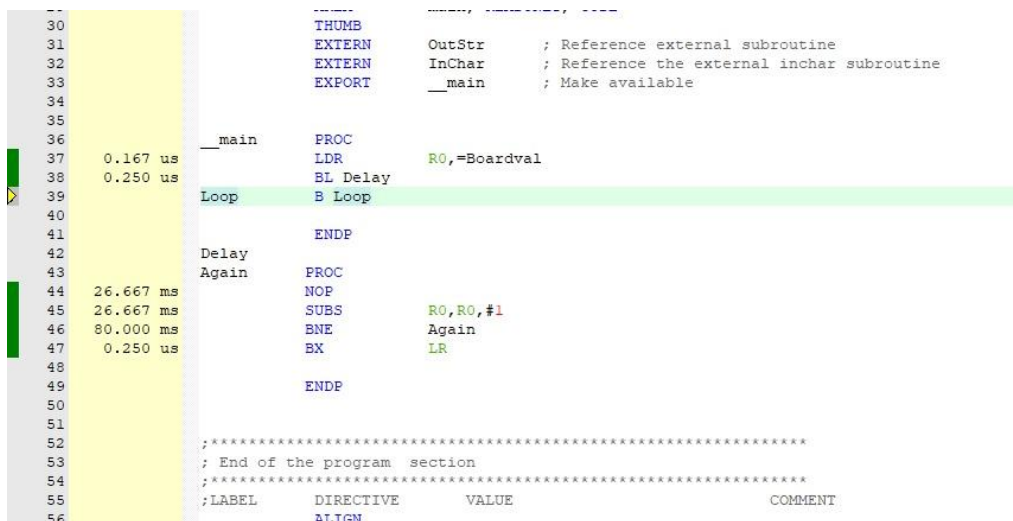 30 THUMB
31 EXTERN OutStr ; Reference external subroutine
32 EXTERN InChar ; Reference the external inchar subroutine
33 EXPORT __main ; Make available
34
35
36 __main PROC
37 0.167 us LDR R0,=Boardval
38 0.250 us BL Delay
39 Loop B Loop
40
41 ENDP
42 Delay
43 Again PROC
44 26.667 ms NOP
45 26.667 ms SUBS R0,R0,#1
46 80.000 ms BNE Again
47 0.250 us BX LR
48
49 ENDP
50
51
52 ;***************************************************************
53 ; End of the program section
54 ;***************************************************************
55 ;LABEL DIRECTIVE VALUE COMMENT
56 ALIGN